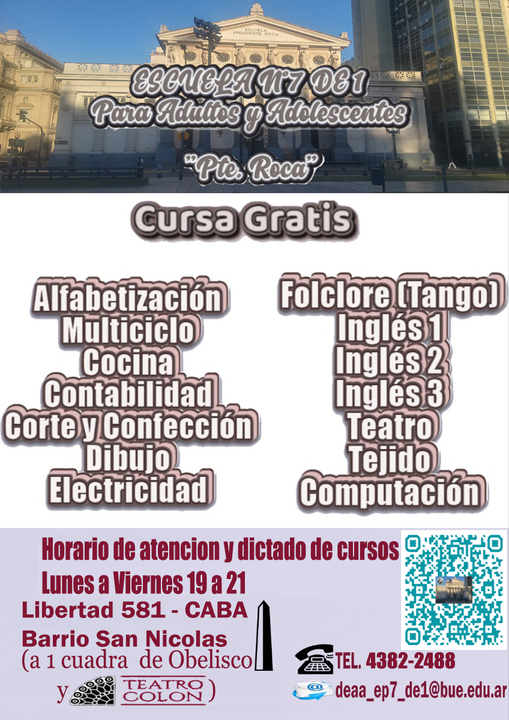 ESCUELA
PRESIDENTE ROCA
ESCUELA N°7 DE 1
Para Adultos y Adolescentes
"Pte. Roca"
Cursa Gratis
Alfabetización
Multiciclo
Cocina
Contabilidad
Corte y Confección
Dibujo
Electricidad
Folclore (Tango)
Inglés 1
Inglés 2
Inglés 3
Teatro
Tejido
Computación
Horario de atencion y dictado de cursos
Lunes a Viernes 19 a 21
Libertad 581 - CABA
Barrio San Nicolas
(a 1 cuadra de Obelisco
y TEATRO COLON )
TEL. 4382-2488
deaa_ep7_de1@bue.edu.ar